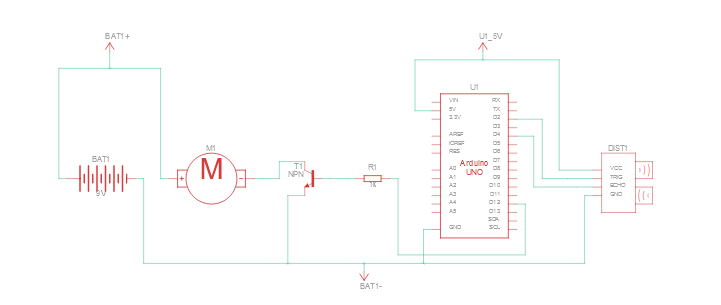 BAT1+
U1_5V
BAT1
9V
M1
M
+
-
T1
NPN
R1
1k
U1
VIN
5V
3.3V
AREF
IOREF
RES
A0
A1
A2
A3
A4
A5
GND
Arduino
UNO
RX
TX
D2
D3
D4
D5
D6
D7
D8
D9
D10
D11
D12
D13
SDA
SCL
DIST1
VCC
TRIG
ECHO
GND
BAT1-